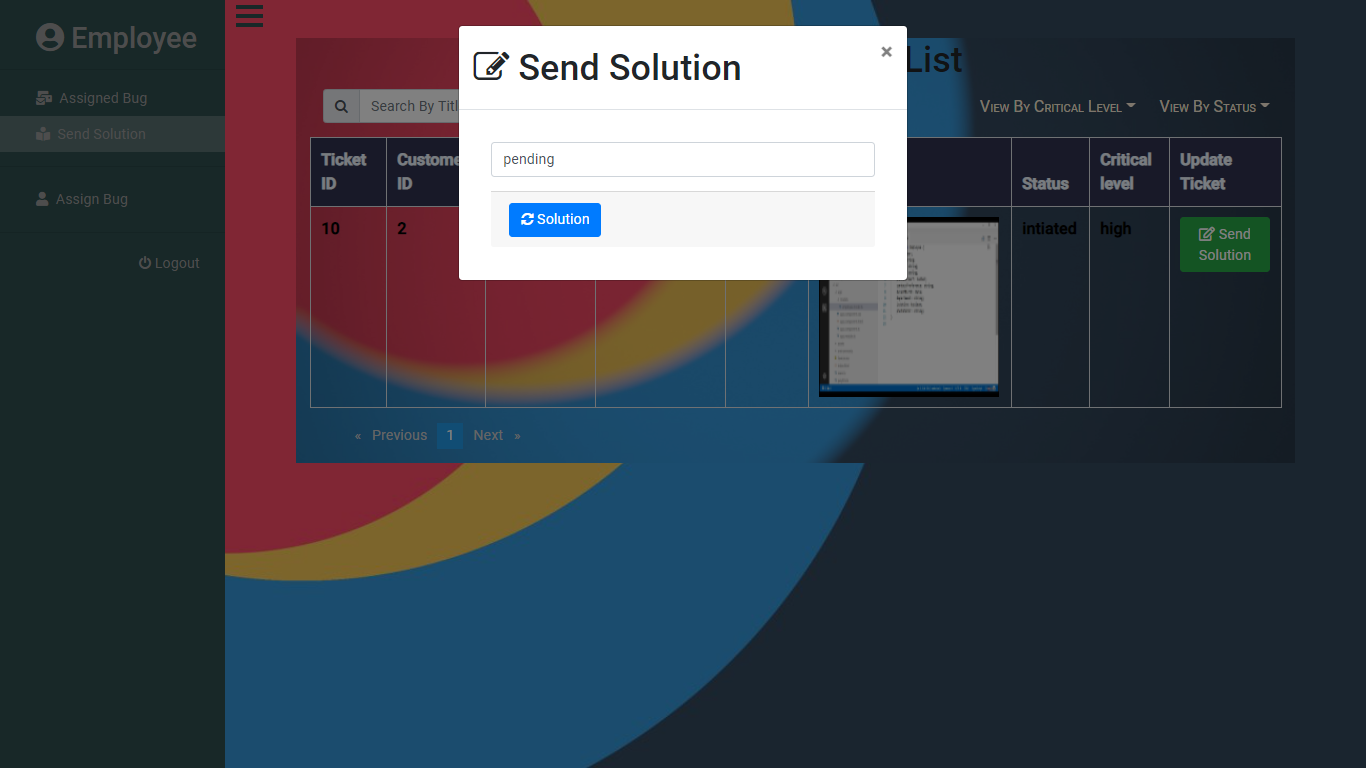 Employee
Assigned Bug
Send Solution
Assign Bug
Logout
List
Search By Titl
View By Critical Level
View By Status
Send Solution
×
pending
Solution
Ticket ID
Custome
ID
Status
Critical level
Update Ticket
10
2
intiated
high
Send
Solution
« Previous 1 Next »